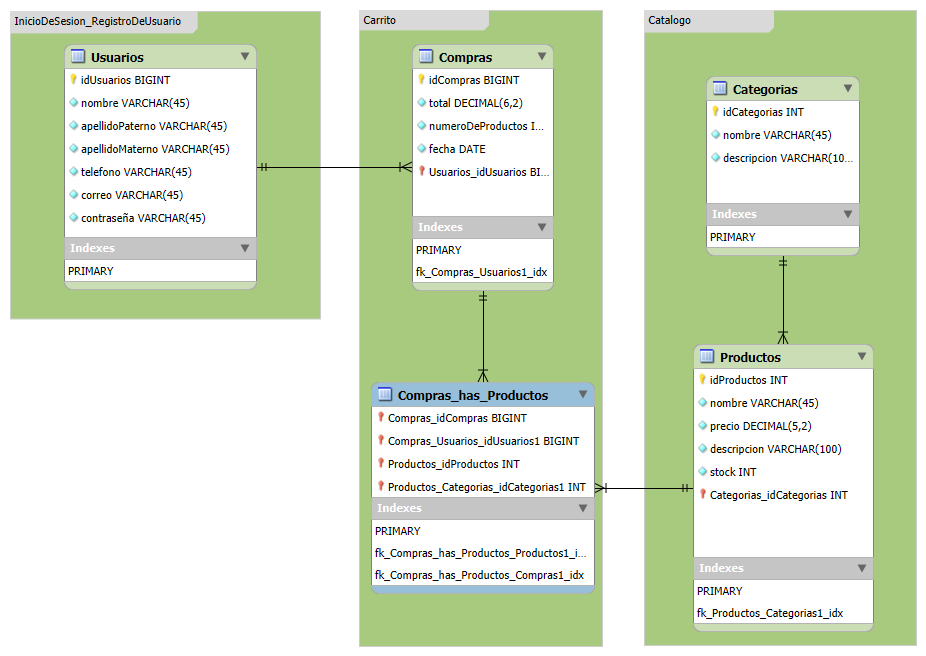 InicioDeSesion_RegistroDeUsuario
Usuarios
idUsuarios BIGINT
nombre VARCHAR(45)
apellidoPaterno VARCHAR(45)
apellidoMaterno VARCHAR(45)
telefono VARCHAR(45)
correo VARCHAR(45)
contraseña VARCHAR(45)
Indexes
PRIMARY
Carrito
Compras
idCompras BIGINT
total DECIMAL(6,2)
numeroDeProductos I...
fecha DATE
Usuarios_idUsuarios BI...
Indexes
PRIMARY
fk_Compras_Usuarios1_idx
Compras_has_Productos
Compras_idCompras BIGINT
Compras_Usuarios_idUsuarios1 BIGINT
Productos_idProductos INT
Productos_Categorias_idCategorias1 INT
Indexes
PRIMARY
fk_Compras_has_Productos_Productos1_i...
fk_Compras_has_Productos_Compras1_idx
Catalogo
Categorias
idCategorias INT
nombre VARCHAR(45)
descripcion VARCHAR(10...
Indexes
PRIMARY
Productos
idProductos INT
nombre VARCHAR(45)
precio DECIMAL(5,2)
descripcion VARCHAR(100)
stock INT
Categorias_idCategorias INT
Indexes
PRIMARY
fk_Productos_Categorias1_idx